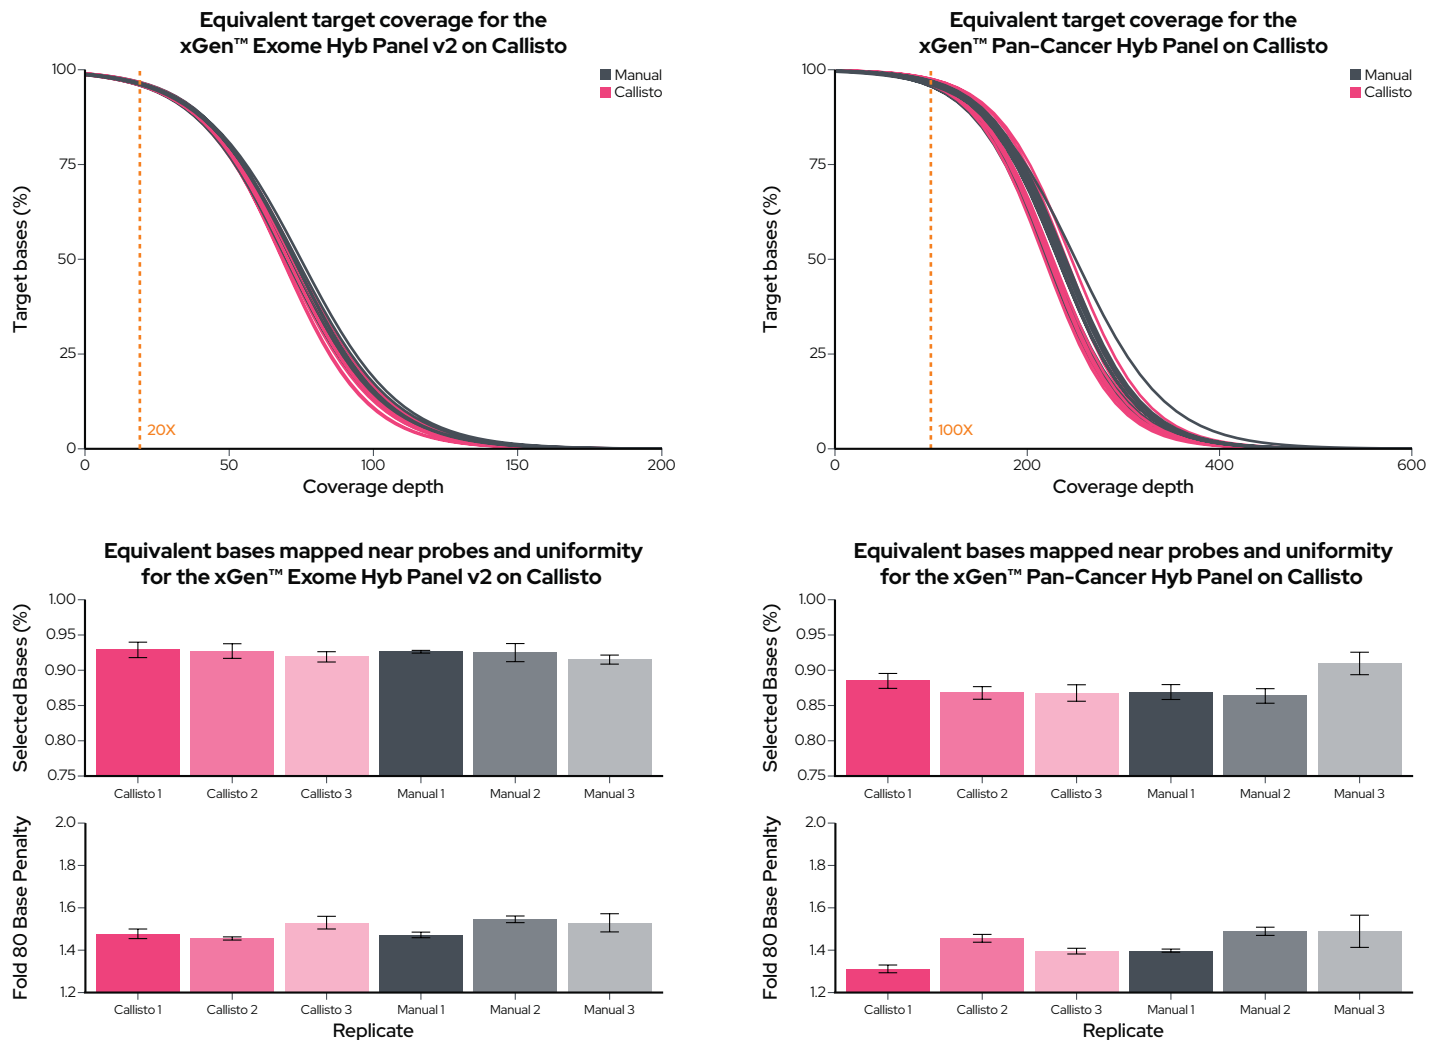 Equivalent target coverage for the
xGen™ Exome Hyb Panel v2 on Callisto
100
75
50
25
0
Target bases (%)
Manual
Callisto
20X
0 50 100 150 200
Coverage depth
Equivalent target coverage for the
xGen™ Pan-Cancer Hyb Panel on Callisto
100
75
50
25
0
Target bases (%)
Manual
Callisto
100X
0 200 400 600
Coverage depth
Equivalent bases mapped near probes and uniformity
for the xGen™ Exome Hyb Panel v2 on Callisto
1.00
0.95
0.90
0.85
0.80
0.75
Selected Bases (%)
Callisto 1 Callisto 2 Callisto 3 Manual 1 Manual 2 Manual 3
2.0
1.8
1.6
1.4
1.2
Fold 80 Base Penalty
Callisto 1 Callisto 2 Callisto 3 Manual 1 Manual 2 Manual 3
Replicate
Equivalent bases mapped near probes and uniformity
for the xGen™ Pan-Cancer Hyb Panel on Callisto
1.00
0.95
0.90
0.85
0.80
0.75
Selected Bases (%)
Callisto 1 Callisto 2 Callisto 3 Manual 1 Manual 2 Manual 3
2.0
1.8
1.6
1.4
1.2
Fold 80 Base Penalty
Callisto 1 Callisto 2 Callisto 3 Manual 1 Manual 2 Manual 3
Replicate